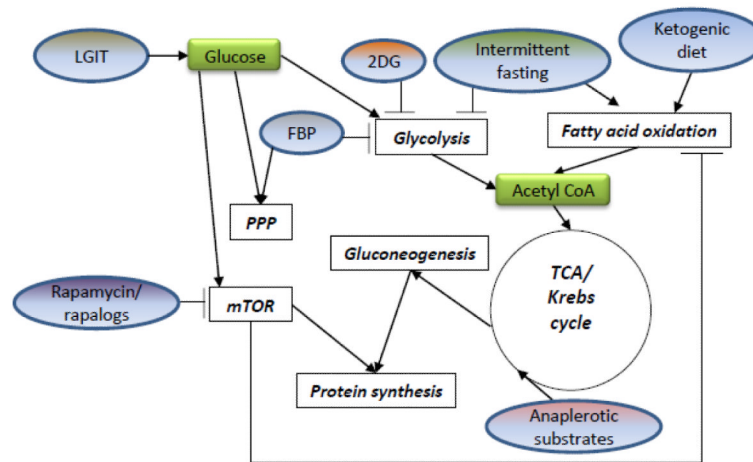 LGIT
Glucose
2DG
Intermittent
fasting
Ketogenic
diet
FBP
Glycolysis
Fatty acid oxidation
Acetyl CoA
PPP
Gluconeogenesis
TCA/
Krebs
cycle
Rapamycin/
rapalogs
mTOR
Protein synthesis
Anaplerotic
substrates